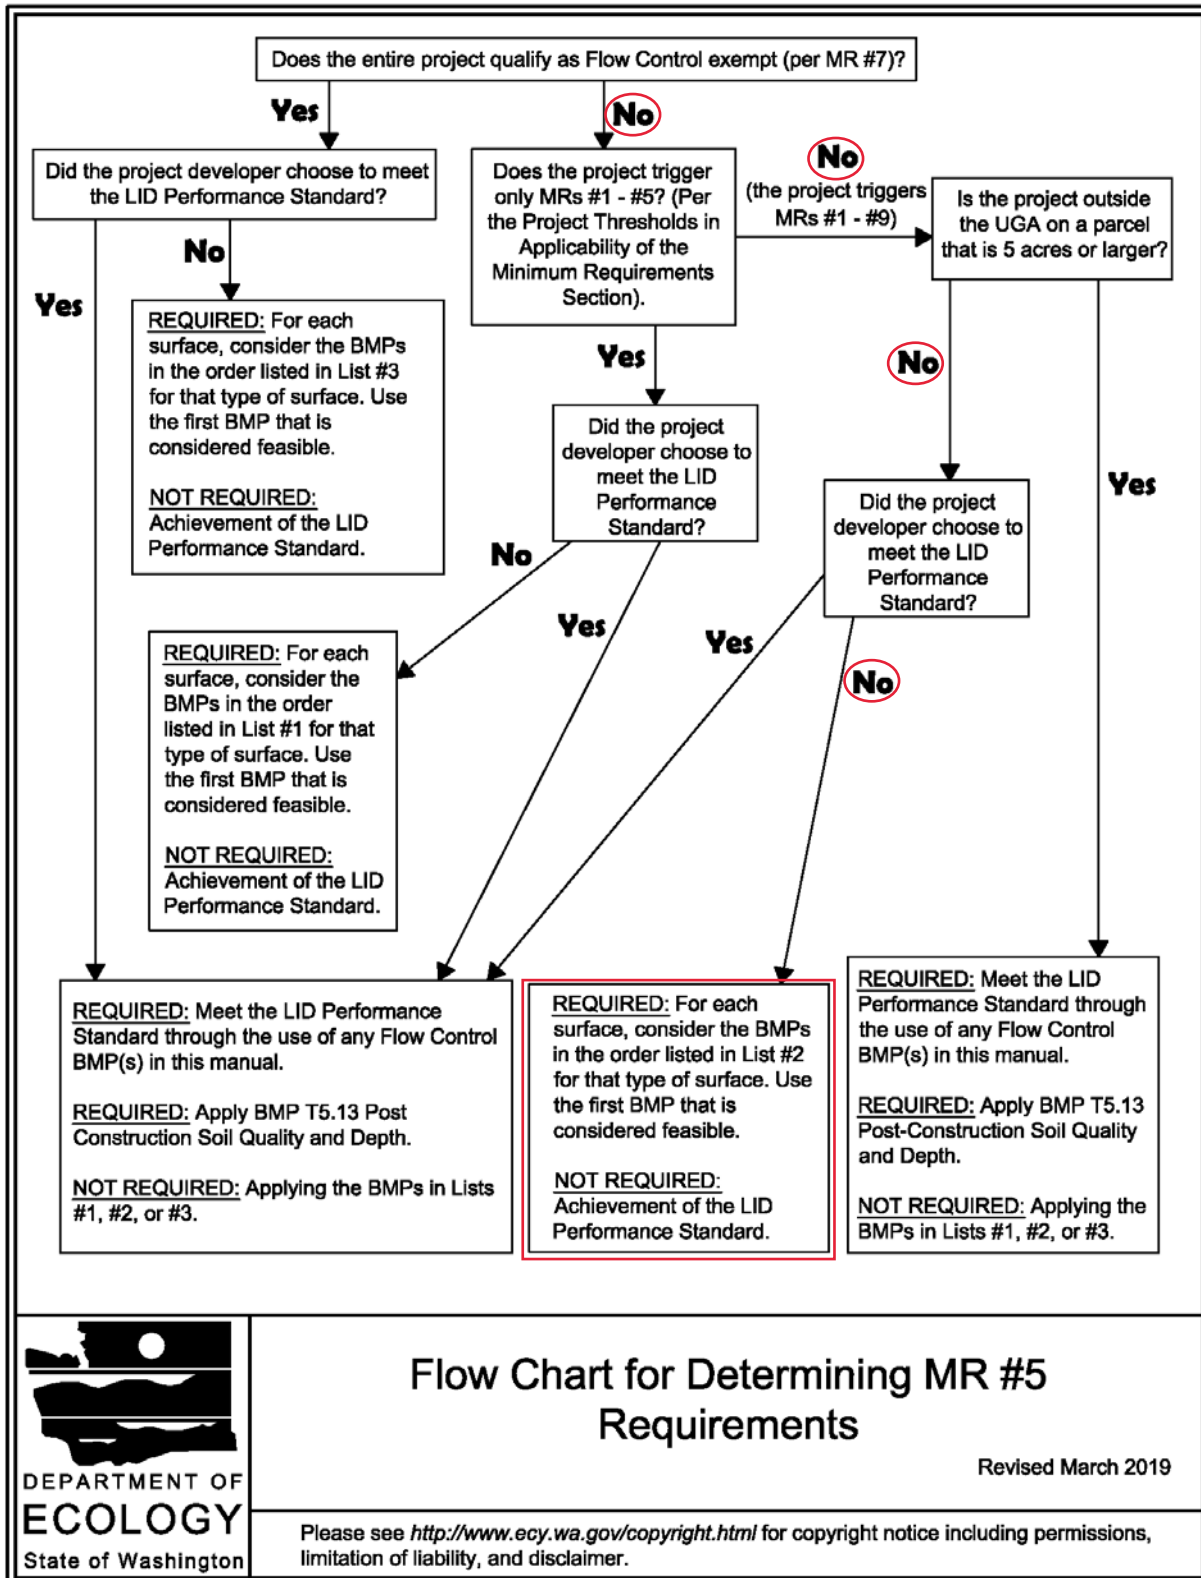 Does the entire project qualify as Flow Control exempt (per MR #7)?
Yes
No
Did the project developer choose to meet
the LID Performance Standard?
Does the project trigger
only MRs #1 - #5? (Per
the Project Thresholds in
Applicability of the
Minimum Requirements
Section).
No
(the project triggers
MRs #1 - #9)
Is the project outside
the UGA on a parcel
that is 5 acres or larger?
Yes
No
REQUIRED: For each
surface, consider the BMPs
in the order listed in List #3
for that type of surface. Use
the first BMP that is
considered feasible.
NOT REQUIRED:
Achievement of the LID
Performance Standard.
Yes
No
Yes
Did the project
developer choose to
meet the LID
Performance
Standard?
Did the project
developer choose to
meet the LID
Performance
Standard?
No
Yes
Yes
No
REQUIRED: For each
surface, consider the
BMPs in the order
listed in List #1 for that
type of surface. Use
the first BMP that is
considered feasible.
NOT REQUIRED:
Achievement of the LID
Performance Standard.
REQUIRED: Meet the LID Performance
Standard through the use of any Flow Control
BMP(s) in this manual.
REQUIRED: Apply BMP T5.13 Post
Construction Soil Quality and Depth.
NOT REQUIRED: Applying the BMPs in Lists
#1, #2, or #3.
REQUIRED: For each
surface, consider the BMPs
in the order listed in List #2
for that type of surface. Use
the first BMP that is
considered feasible.
NOT REQUIRED:
Achievement of the LID
Performance Standard.
REQUIRED: Meet the LID
Performance Standard through
the use of any Flow Control
BMP(s) in this manual.
REQUIRED: Apply BMP T5.13
Post-Construction Soil Quality
and Depth.
NOT REQUIRED: Applying the
BMPs in Lists #1, #2, or #3.
DEPARTMENT OF
ECOLOGY
State of Washington
Flow Chart for Determining MR #5
Requirements
Revised March 2019
Please see http://www.ecy.wa.gov/copyright.html for copyright notice including permissions,
limitation of liability, and disclaimer.